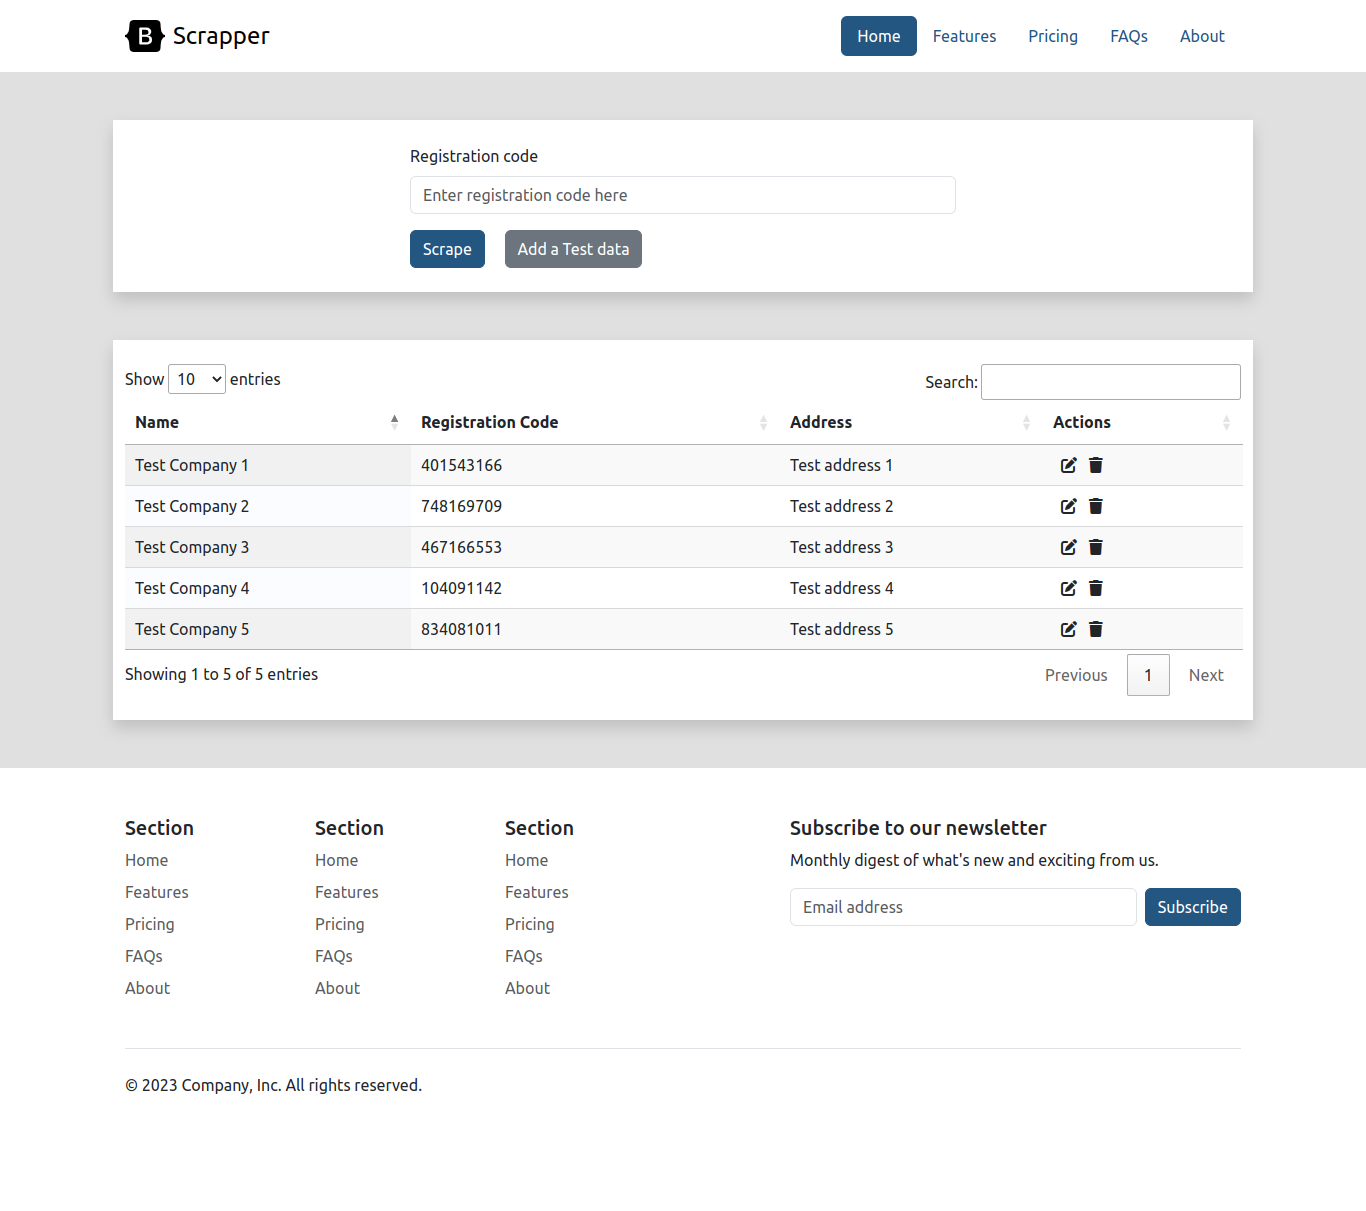 B Scrapper
Home Features Pricing FAQs About
Registration code
Enter registration code here
Scrape Add a Test data
Show 10 entries Search:
Name Registration Code Address Actions
Test Company 1 401543166 Test address 1
Test Company 2 748169709 Test address 2
Test Company 3 467166553 Test address 3
Test Company 4 104091142 Test address 4
Test Company 5 834081011 Test address 5
Showing 1 to 5 of 5 entries Previous 1 Next
Section Section Section Subscribe to our newsletter
Home Home Home Monthly digest of what's new and exciting from us.
Features Features Features
Pricing Pricing Pricing Email address Subscribe
FAQs FAQs FAQs
About About About
© 2023 Company, Inc. All rights reserved.